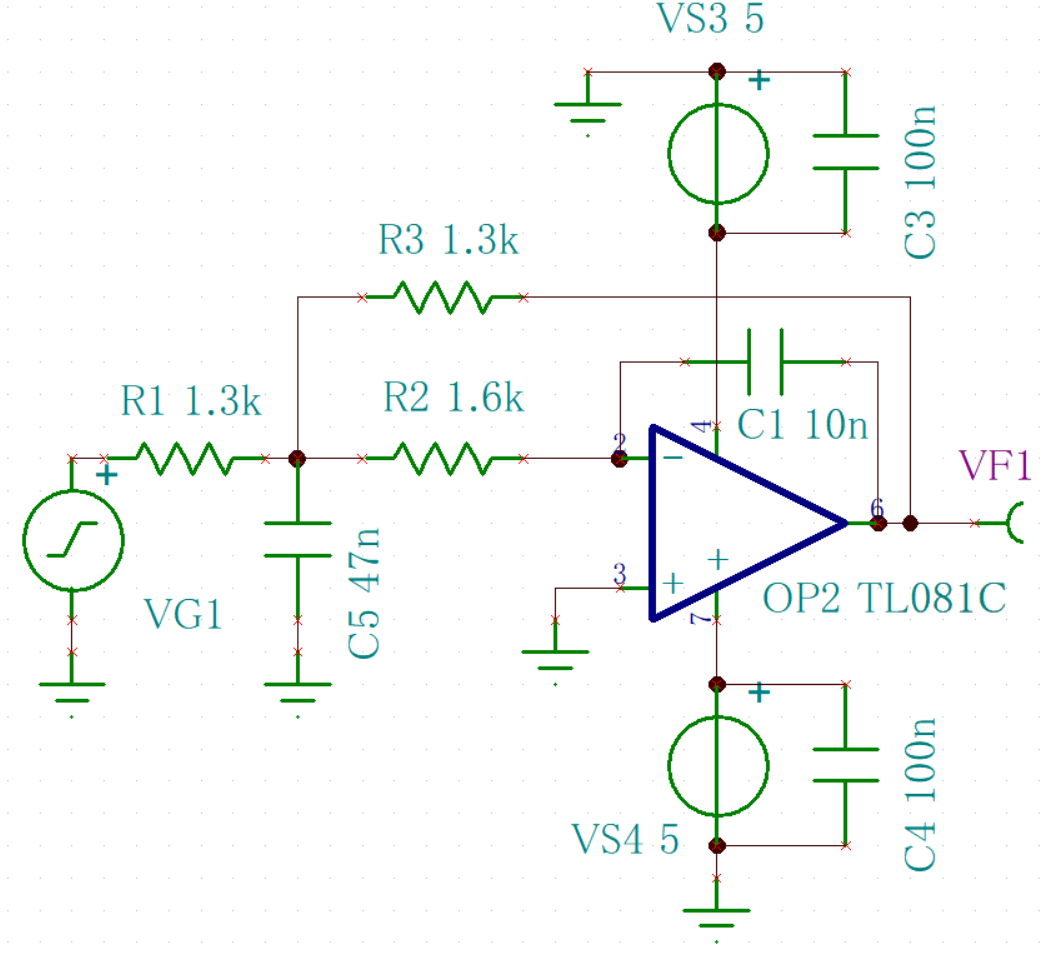 VS3 5
+
C3 100n
R3 1.3k
R1 1.3k
R2 1.6k
C1 10n
4
2
−
VF1
+
6
3
+
+
OP2 TL081C
7
VG1
C5 47n
+
VS4 5
C4 100n